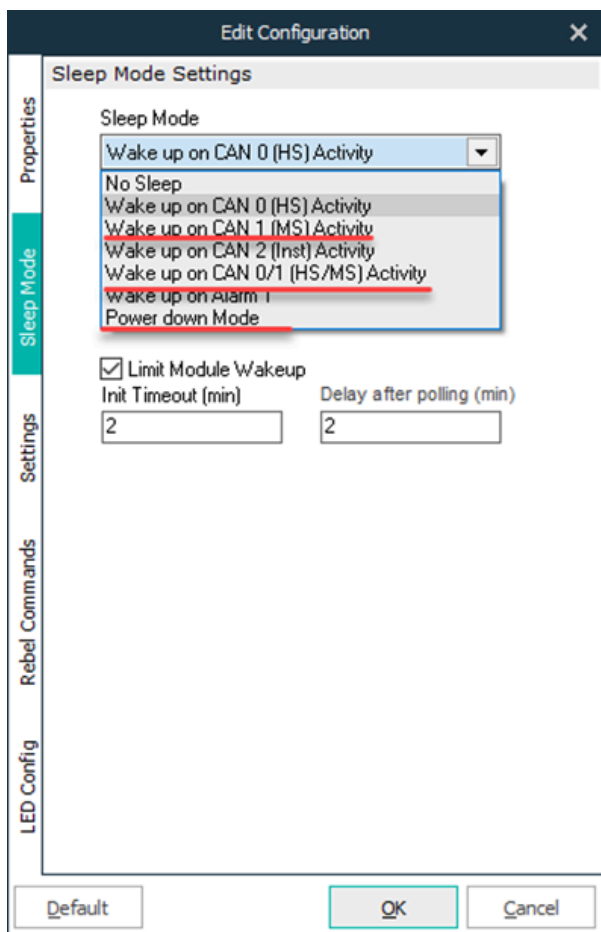 Edit Configuration
Sleep Mode Settings
Properties
Sleep Mode
Settings
Rebel Commands
LED Config
Sleep Mode
Wake up on CAN 0 (HS) Activity
No Sleep
Wake up on CAN 0 (HS) Activity
Wake up on CAN 1 (MS) Activity
Wake up on CAN 2 (Inst) Activity
Wake up on CAN 0/1 (HS/MS) Activity
Wake up on Alarm 1
Power down Mode
Limit Module Wakeup
Init Timeout (min) Delay after polling (min)
2 2
Default OK Cancel